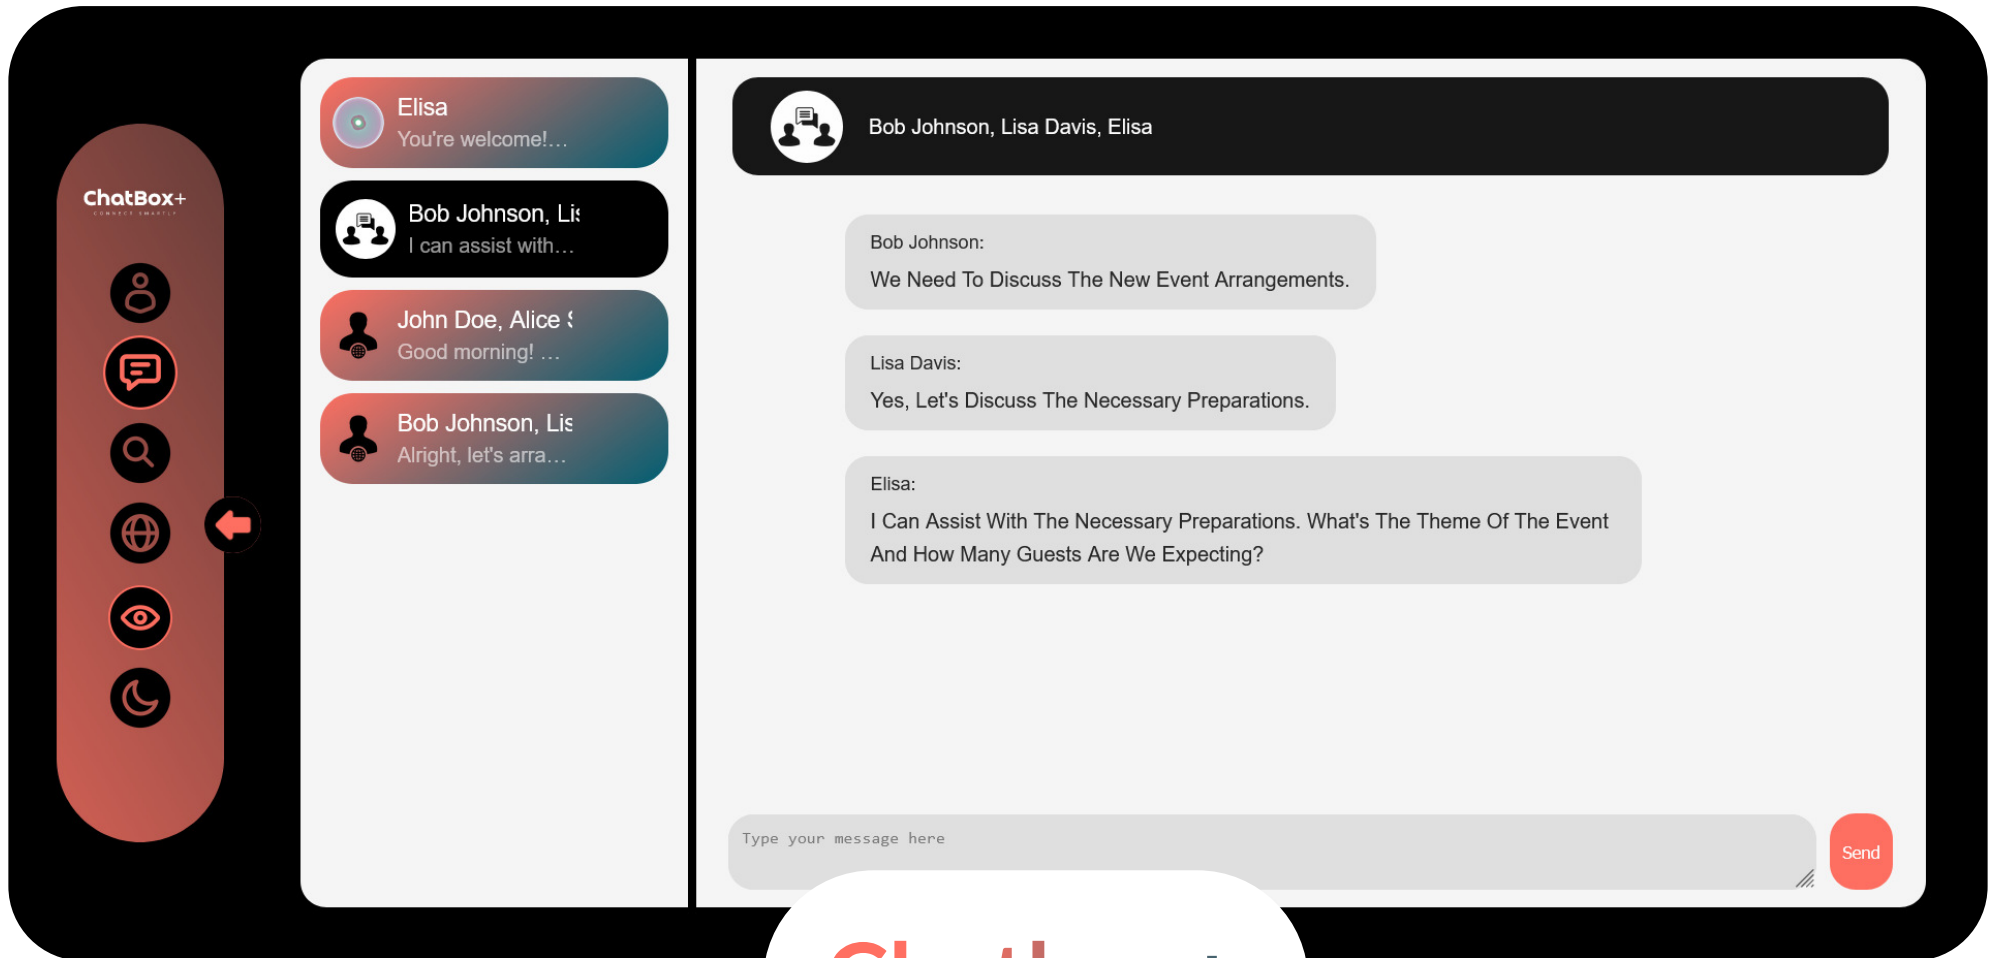 ChatBox+
CONNECT SMARTLY
Elisa
You're welcome!...
Bob Johnson, Lis
I can assist with...
John Doe, Alice
Good morning! ...
Bob Johnson, Lis
Alright, let's arra...
Bob Johnson, Lisa Davis, Elisa
Bob Johnson:
We Need To Discuss The New Event Arrangements.
Lisa Davis:
Yes, Let's Discuss The Necessary Preparations.
Elisa:
I Can Assist With The Necessary Preparations. What's The Theme Of The Event
And How Many Guests Are We Expecting?
Type your message here
Send